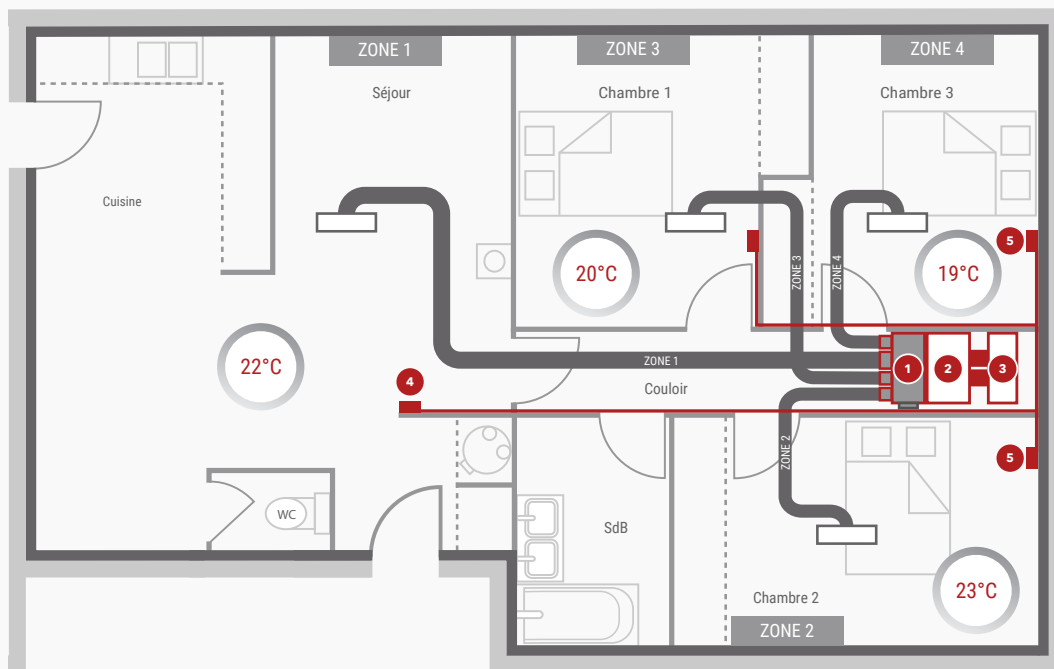 ZONE 1
ZONE 3
ZONE 4
Séjour
Chambre 1
Chambre 3
Cuisine
5
20°C
19°C
ZONE 3
ZONE 4
22°C
ZONE 1
1
2
3
4
Couloir
ZONE 2
5
WC
SdB
23°C
Chambre 2
ZONE 2